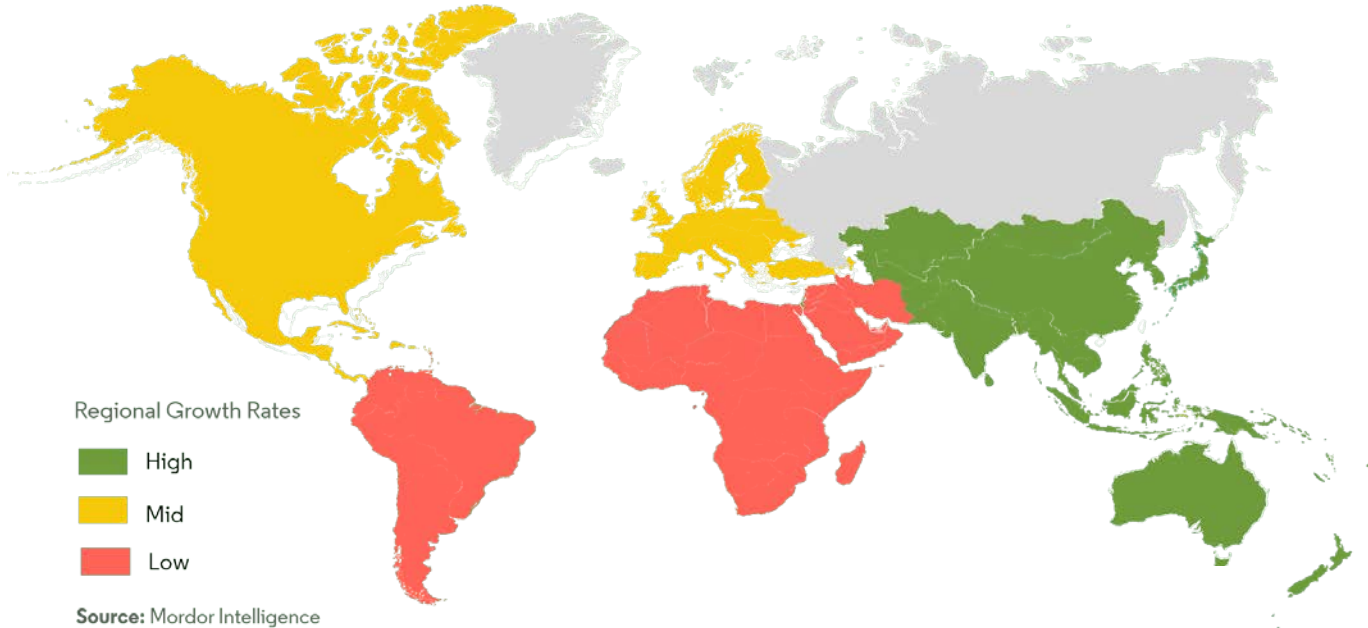 Regional Growth Rates
High
Mid
Low
Source: Mordor Intelligence